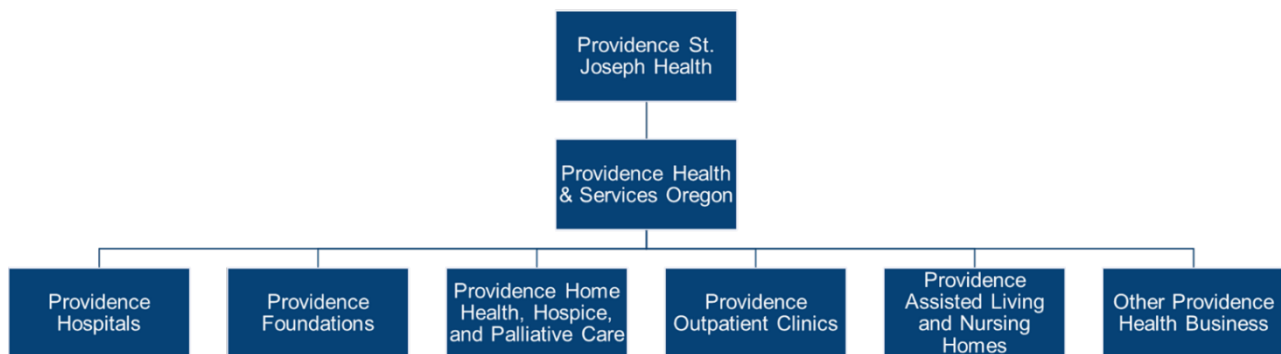 Providence St.
Joseph Health
Providence Health
& Services Oregon
Providence
Hospitals
Providence
Foundations
Providence Home
Health, Hospice,
and Palliative Care
Providence
Outpatient Clinics
Providence
Assisted Living
and Nursing
Homes
Other Providence
Health Business